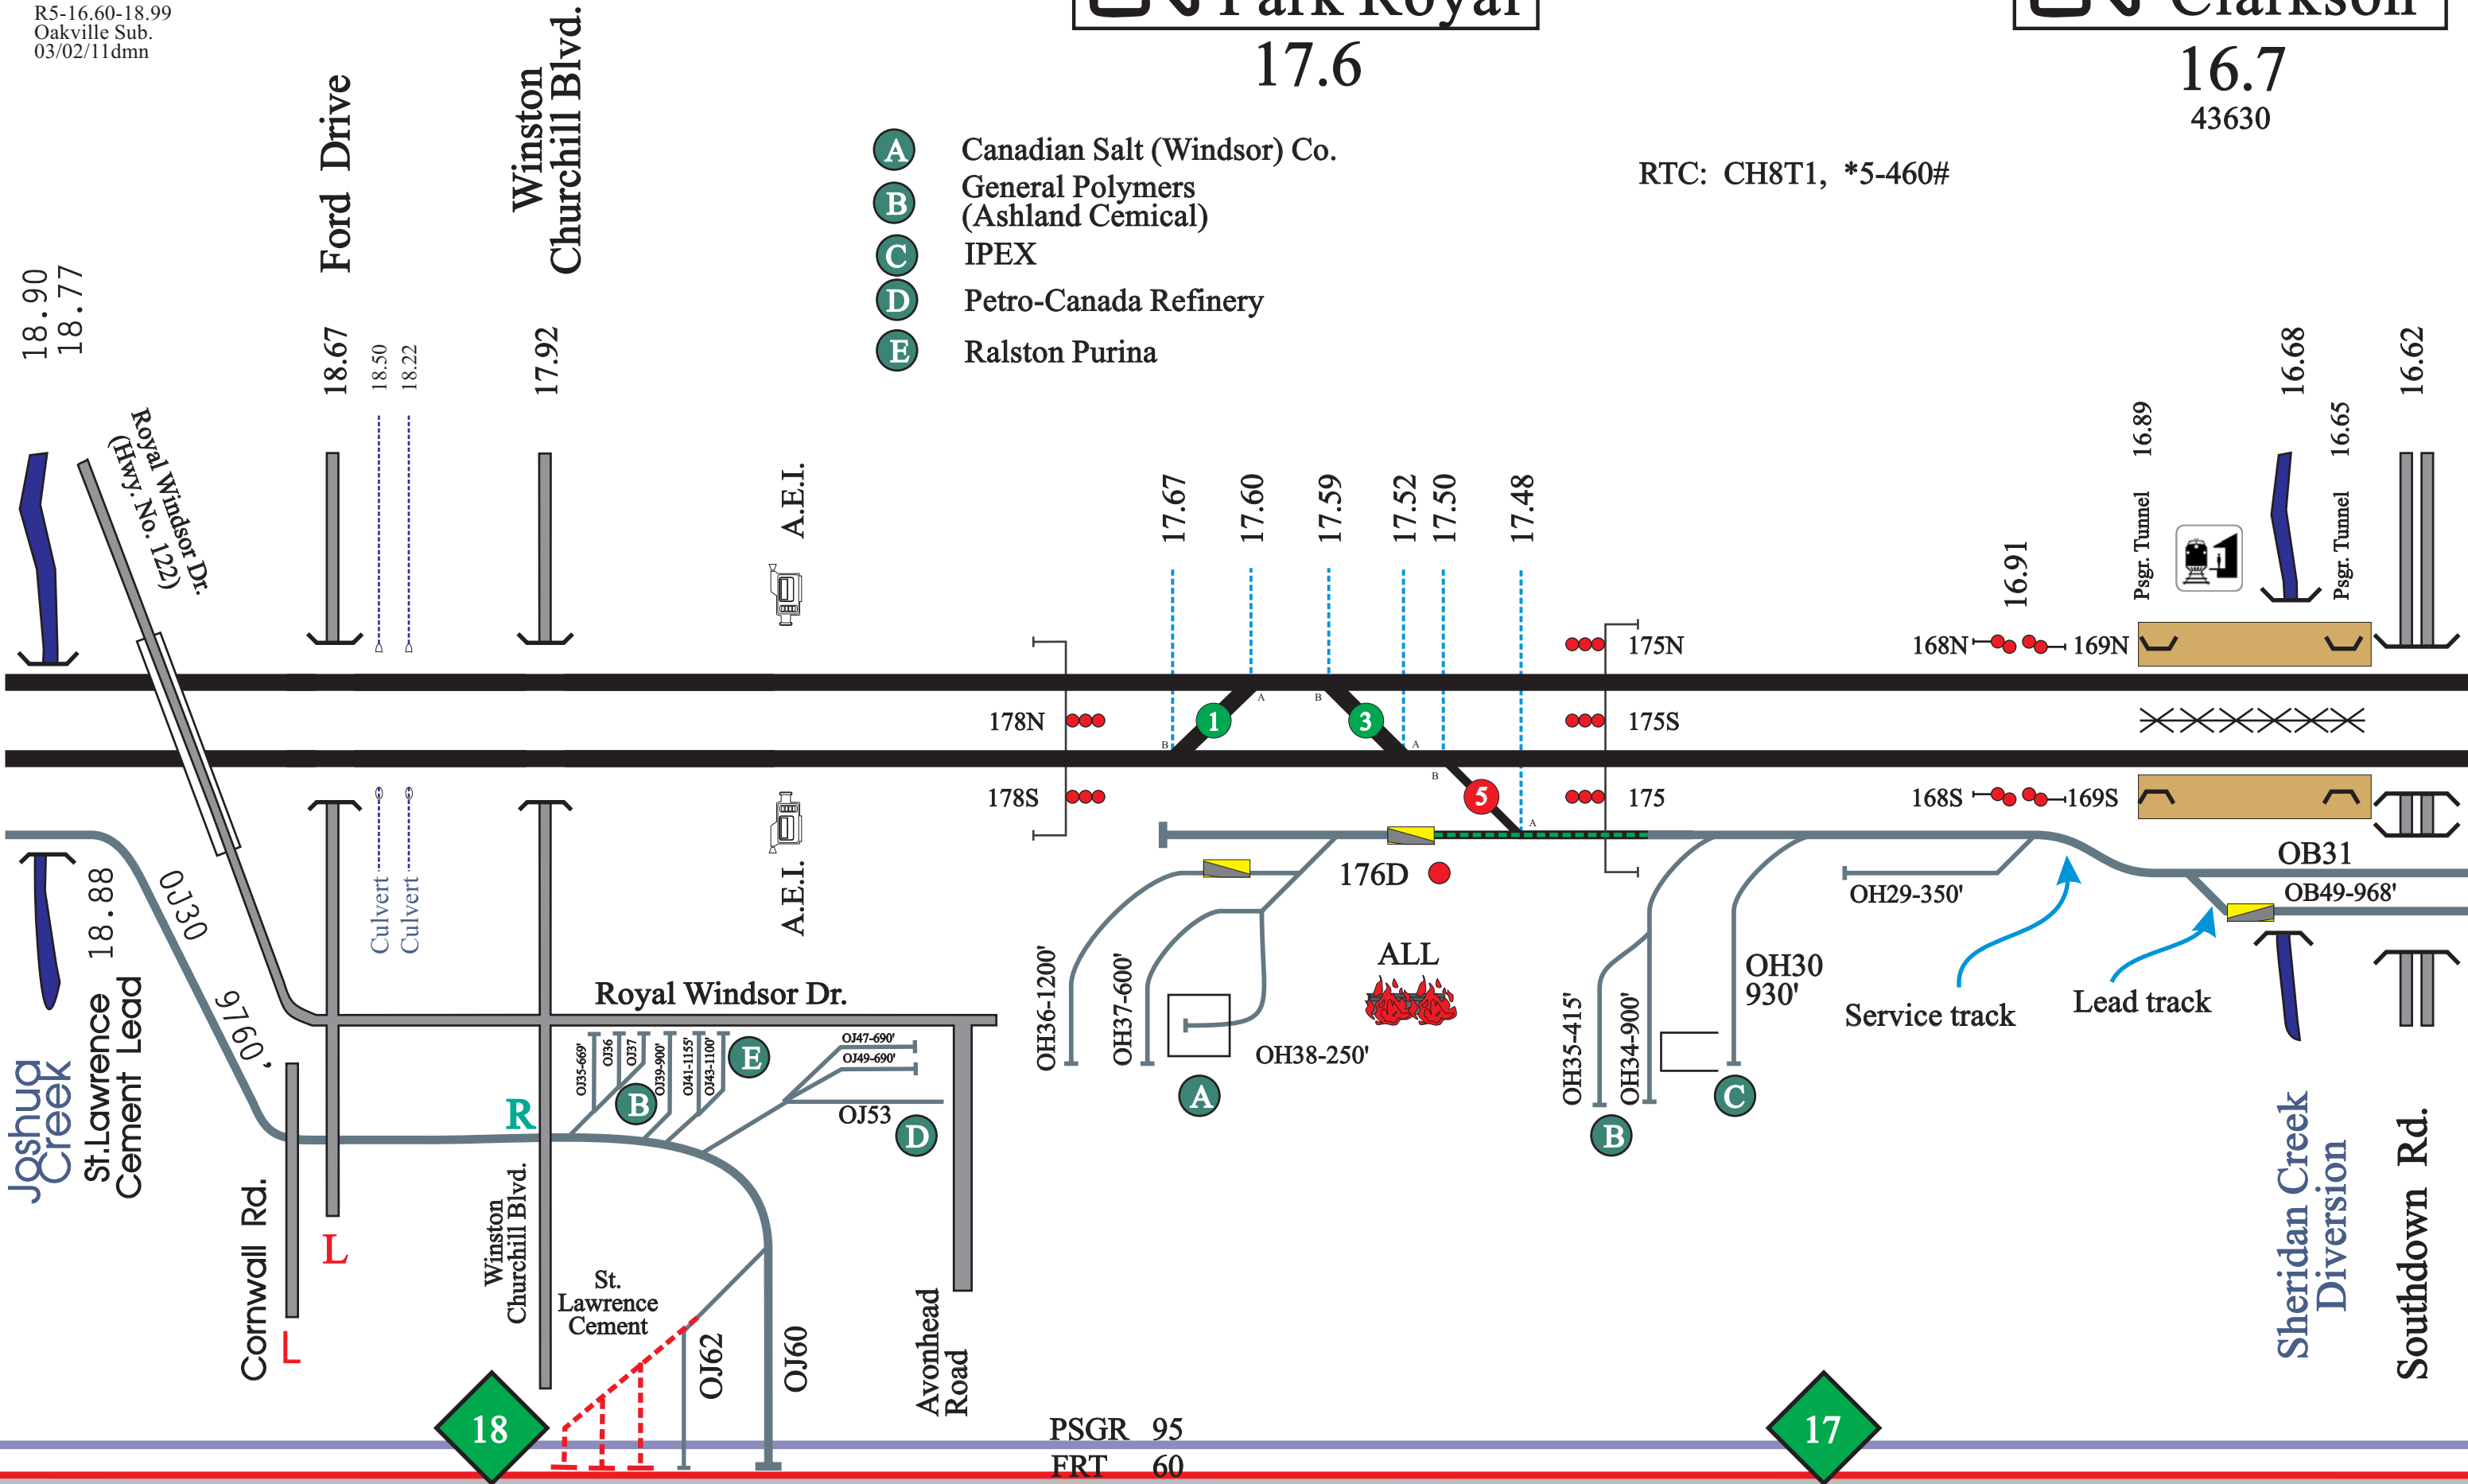 R5-16.60-18.99
Oakville Sub.
03/02/11dmn
Park Royal
17.6
Clarkson
16.7
43630
RTC: CH8T1, *5-460#
A Canadian Salt (Windsor) Co.
B General Polymers
(Ashland Cemical)
C IPEX
D Petro-Canada Refinery
E Ralston Purina
18.90
18.77
Ford Drive
18.67
18.50
18.22
Winston
Churchill Blvd.
17.92
Royal Windsor Dr.
(Hwy. No. 122)
A.E.I.
17.67
17.60
17.59
17.52
17.50
17.48
16.91
16.89
Psgr. Tunnel
16.68
16.65
Psgr. Tunnel
16.62
175N
168N
169N
178N
1
A
B
3
175S
B
A
178S
B
5
175
168S
169S
A
A.E.I.
Culvert
Culvert
176D
OB31
OB49-968'
OH29-350'
OJ30
9760'
18.88
St.Lawrence
Cement Lead
Joshua
Creek
Royal Windsor Dr.
OH36-1200'
OH37-600'
OH38-250'
A
ALL
OH35-415'
OH34-900'
B
OH30
930'
C
Service track
Lead track
OJ35-669'
OJ36
OJ37
OJ39-900'
OJ41-1155'
OJ43-1100'
E
B
OJ47-690'
OJ49-690'
OJ53
D
R
Cornwall Rd.
L
L
Winston
Churchill Blvd.
St.
Lawrence
Cement
OJ62
OJ60
Avonhead
Road
Sheridan Creek
Diversion
Southdown Rd.
18
17
PSGR 95
FRT 60